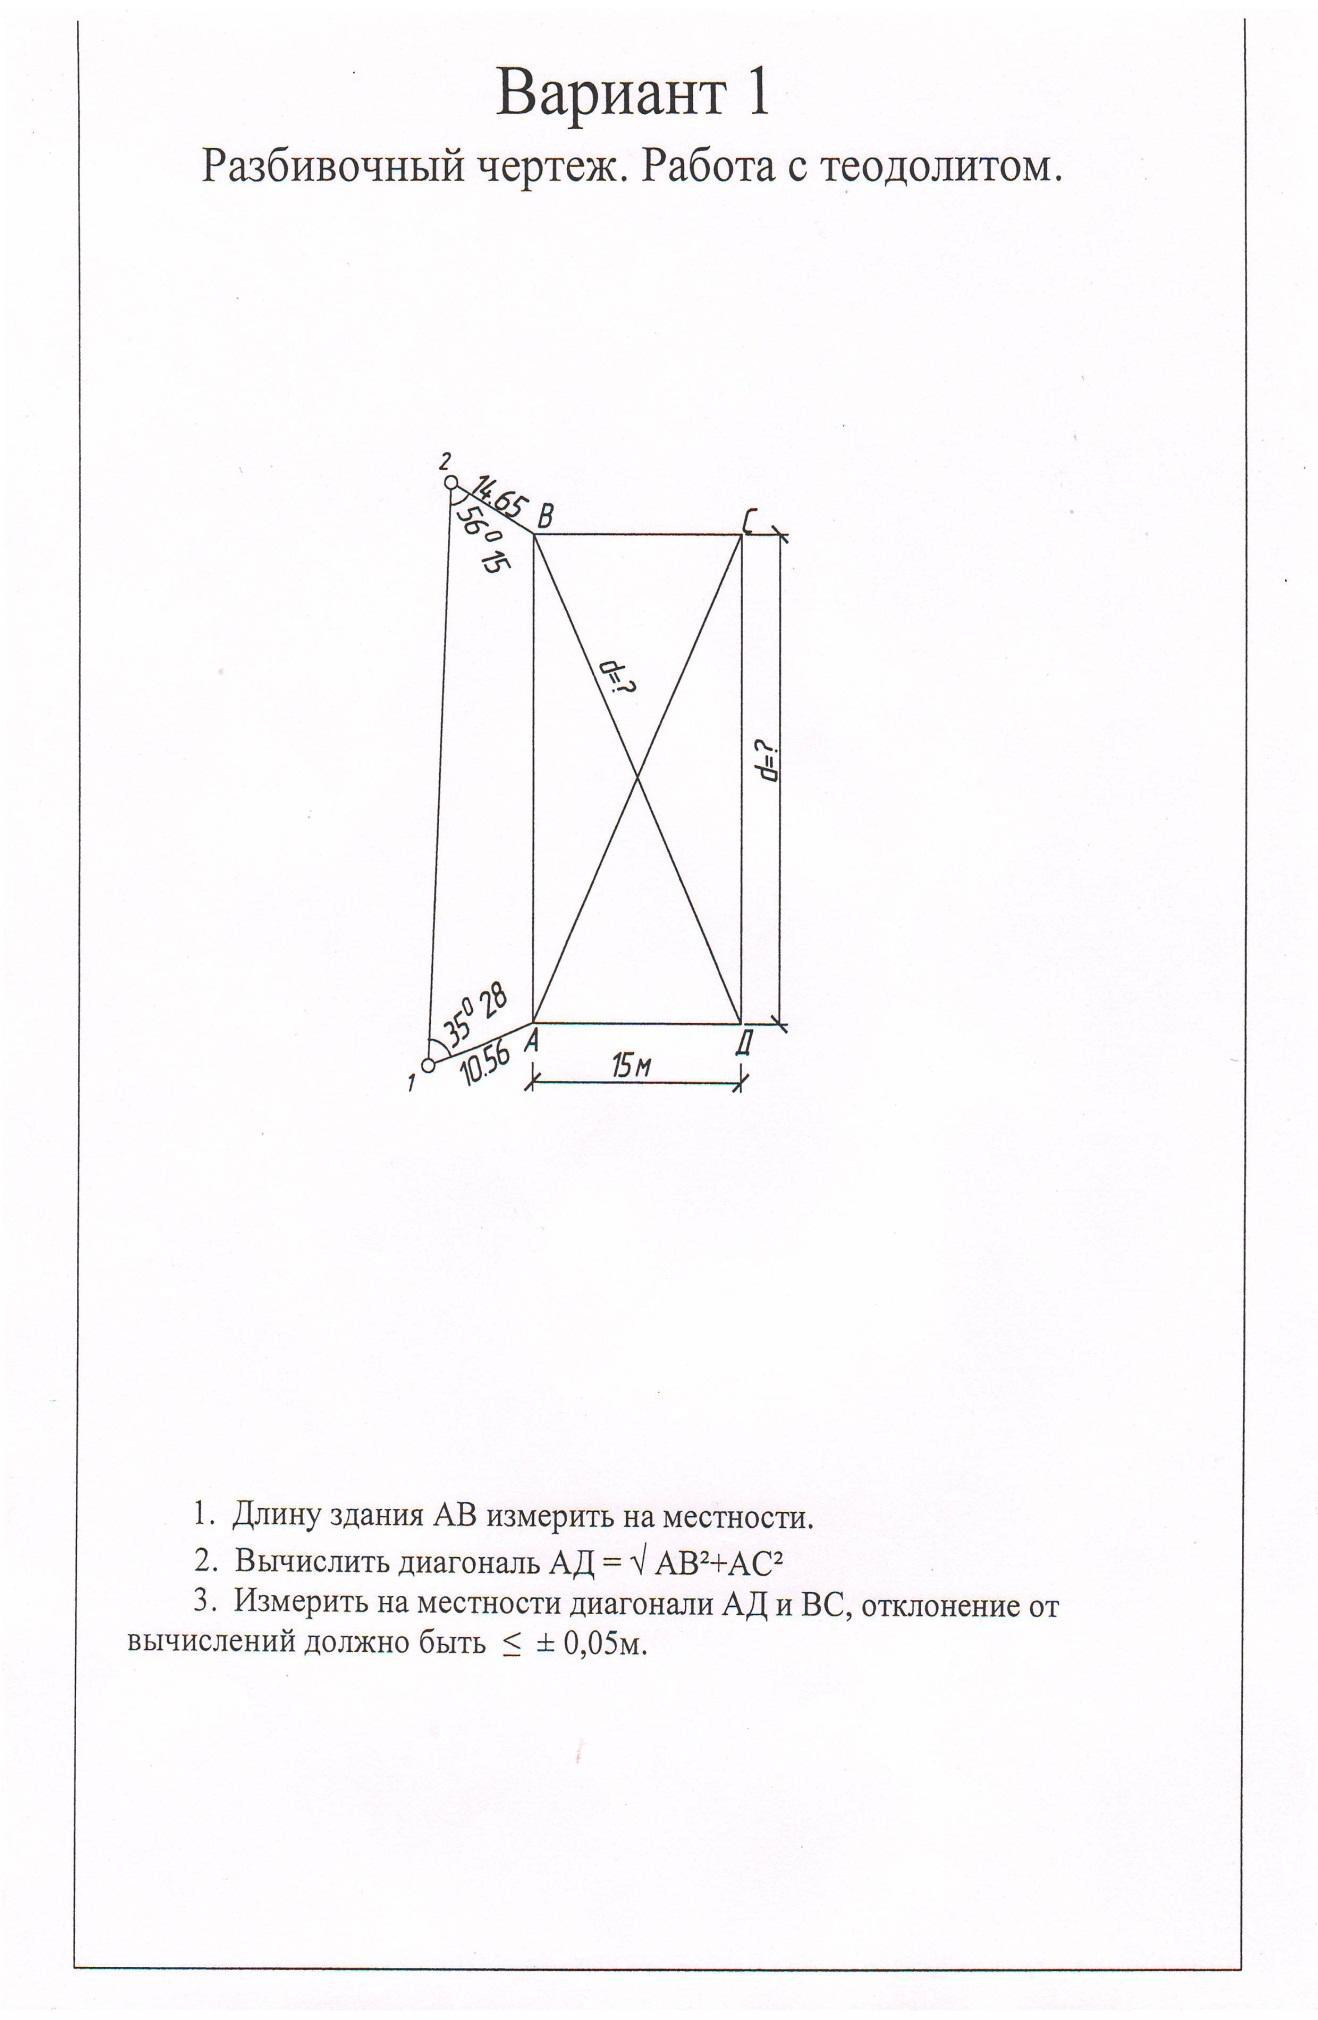 Вариант 1
Разбивочный чертеж. Работа с теодолитом.
2
14.65
B
C
56⁰ 15
d=?
d=?
35⁰ 28
10.56
A
Д
1
15м
1. Длину здания АВ измерить на местности.
2. Вычислить диагональ АД = √ АВ²+АС²
3. Измерить на местности диагонали АД и ВС, отклонение от
вычислений должно быть ≤ ± 0,05м.